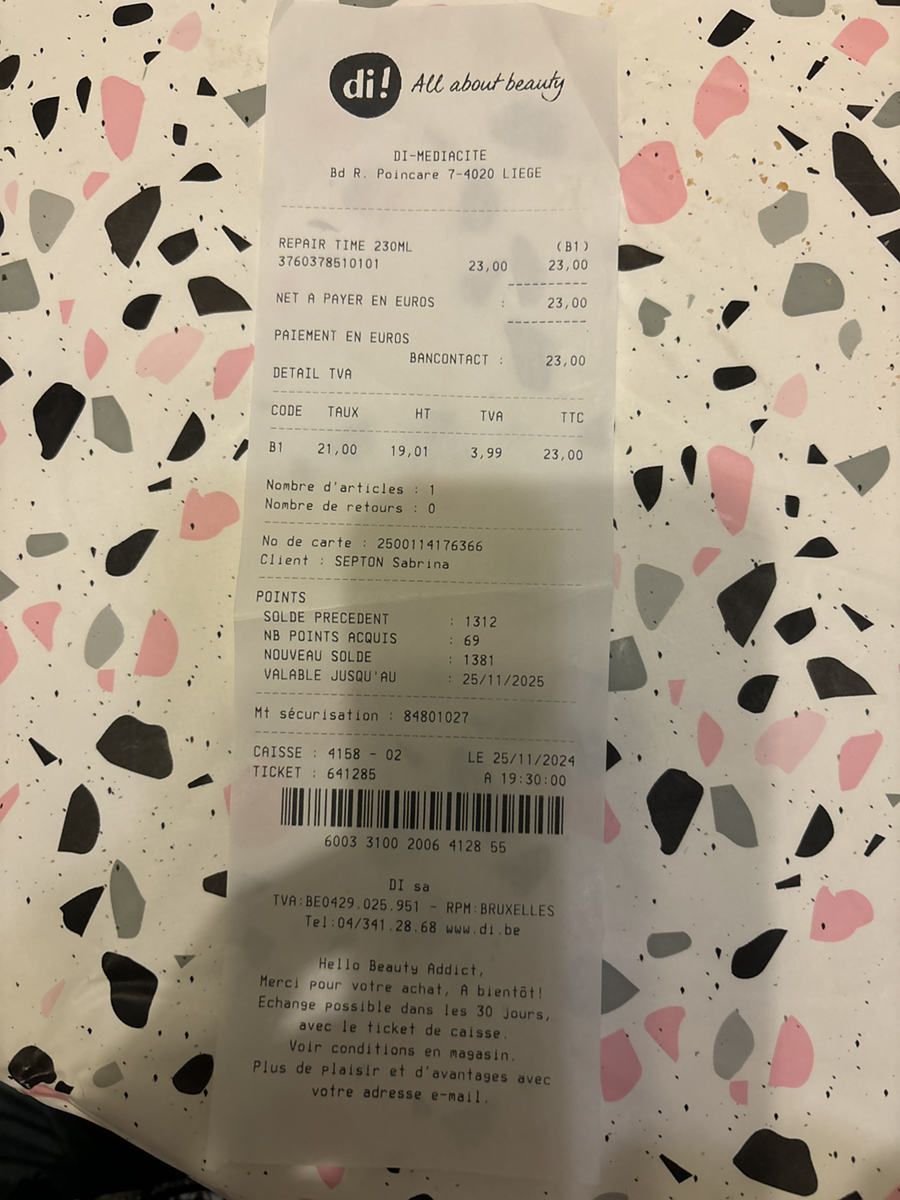 di! All about beauty
DI-MEDIACITE
Bd R. Poincare 7-4020 LIEGE
REPAIR TIME 230ML (B1)
3760378510101 23,00 23,00
NET A PAYER EN EUROS : 23,00
PAIEMENT EN EUROS
BANCONTACT : 23,00
DETAIL TVA
CODE TAUX HT TVA TTC
B1 21,00 19,01 3,99 23,00
Nombre d'articles : 1
Nombre de retours : 0
No de carte : 2500114176366
Client : SEPTON Sabrina
POINTS
SOLDE PRECEDENT : 1312
NB POINTS ACQUIS : 69
NOUVEAU SOLDE : 1381
VALABLE JUSQU'AU : 25/11/2025
Mt sécurisation : 84801027
CAISSE : 4158 - 02 LE 25/11/2024
TICKET : 641285 A 19:30:00
6003 3100 2006 4128 55
DI sa
TVA:BE0429.025.951 - RPM:BRUXELLES
Tel:04/341.28.68 www.di.be
Hello Beauty Addict,
Merci pour votre achat, A bientôt!
Echange possible dans les 30 jours,
avec le ticket de caisse.
Voir conditions en magasin.
Plus de plaisir et d'avantages avec
votre adresse e-mail.